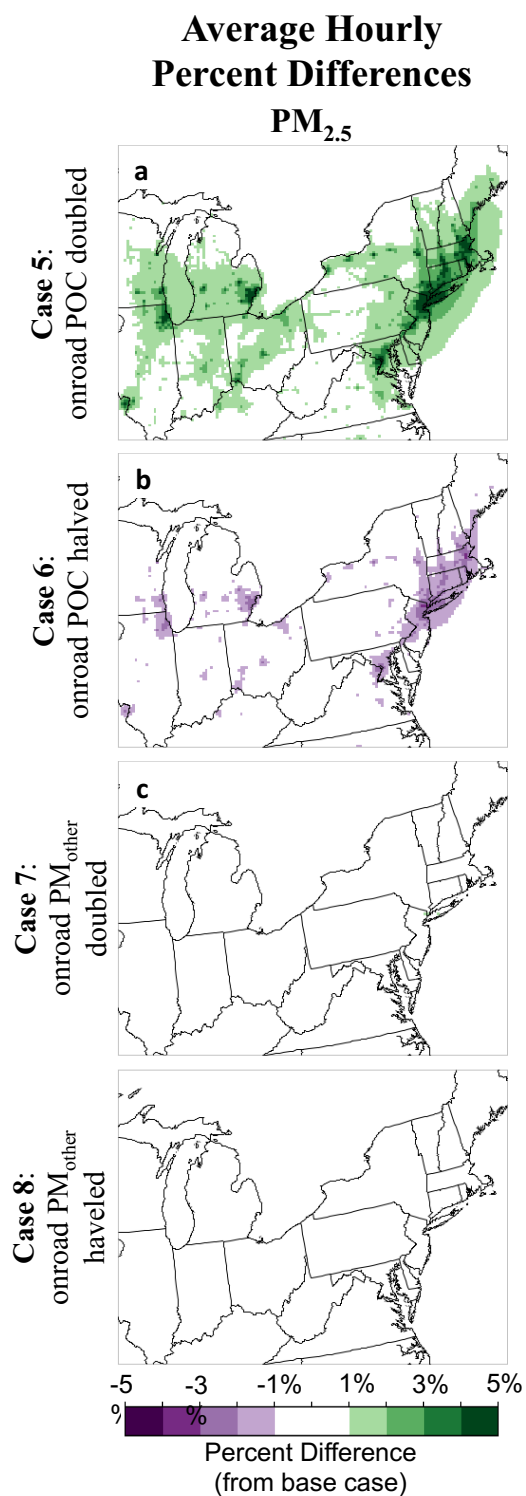 Average Hourly
Percent Differences
PM2.5
a
Case 5:
onroad POC doubled
b
Case 6:
onroad POC halved
c
Case 7:
onroad PMother
doubled
Case 8:
onroad PMother
haveled
-5 -3 -1% 1% 3% 5%
% %
Percent Difference
(from base case)